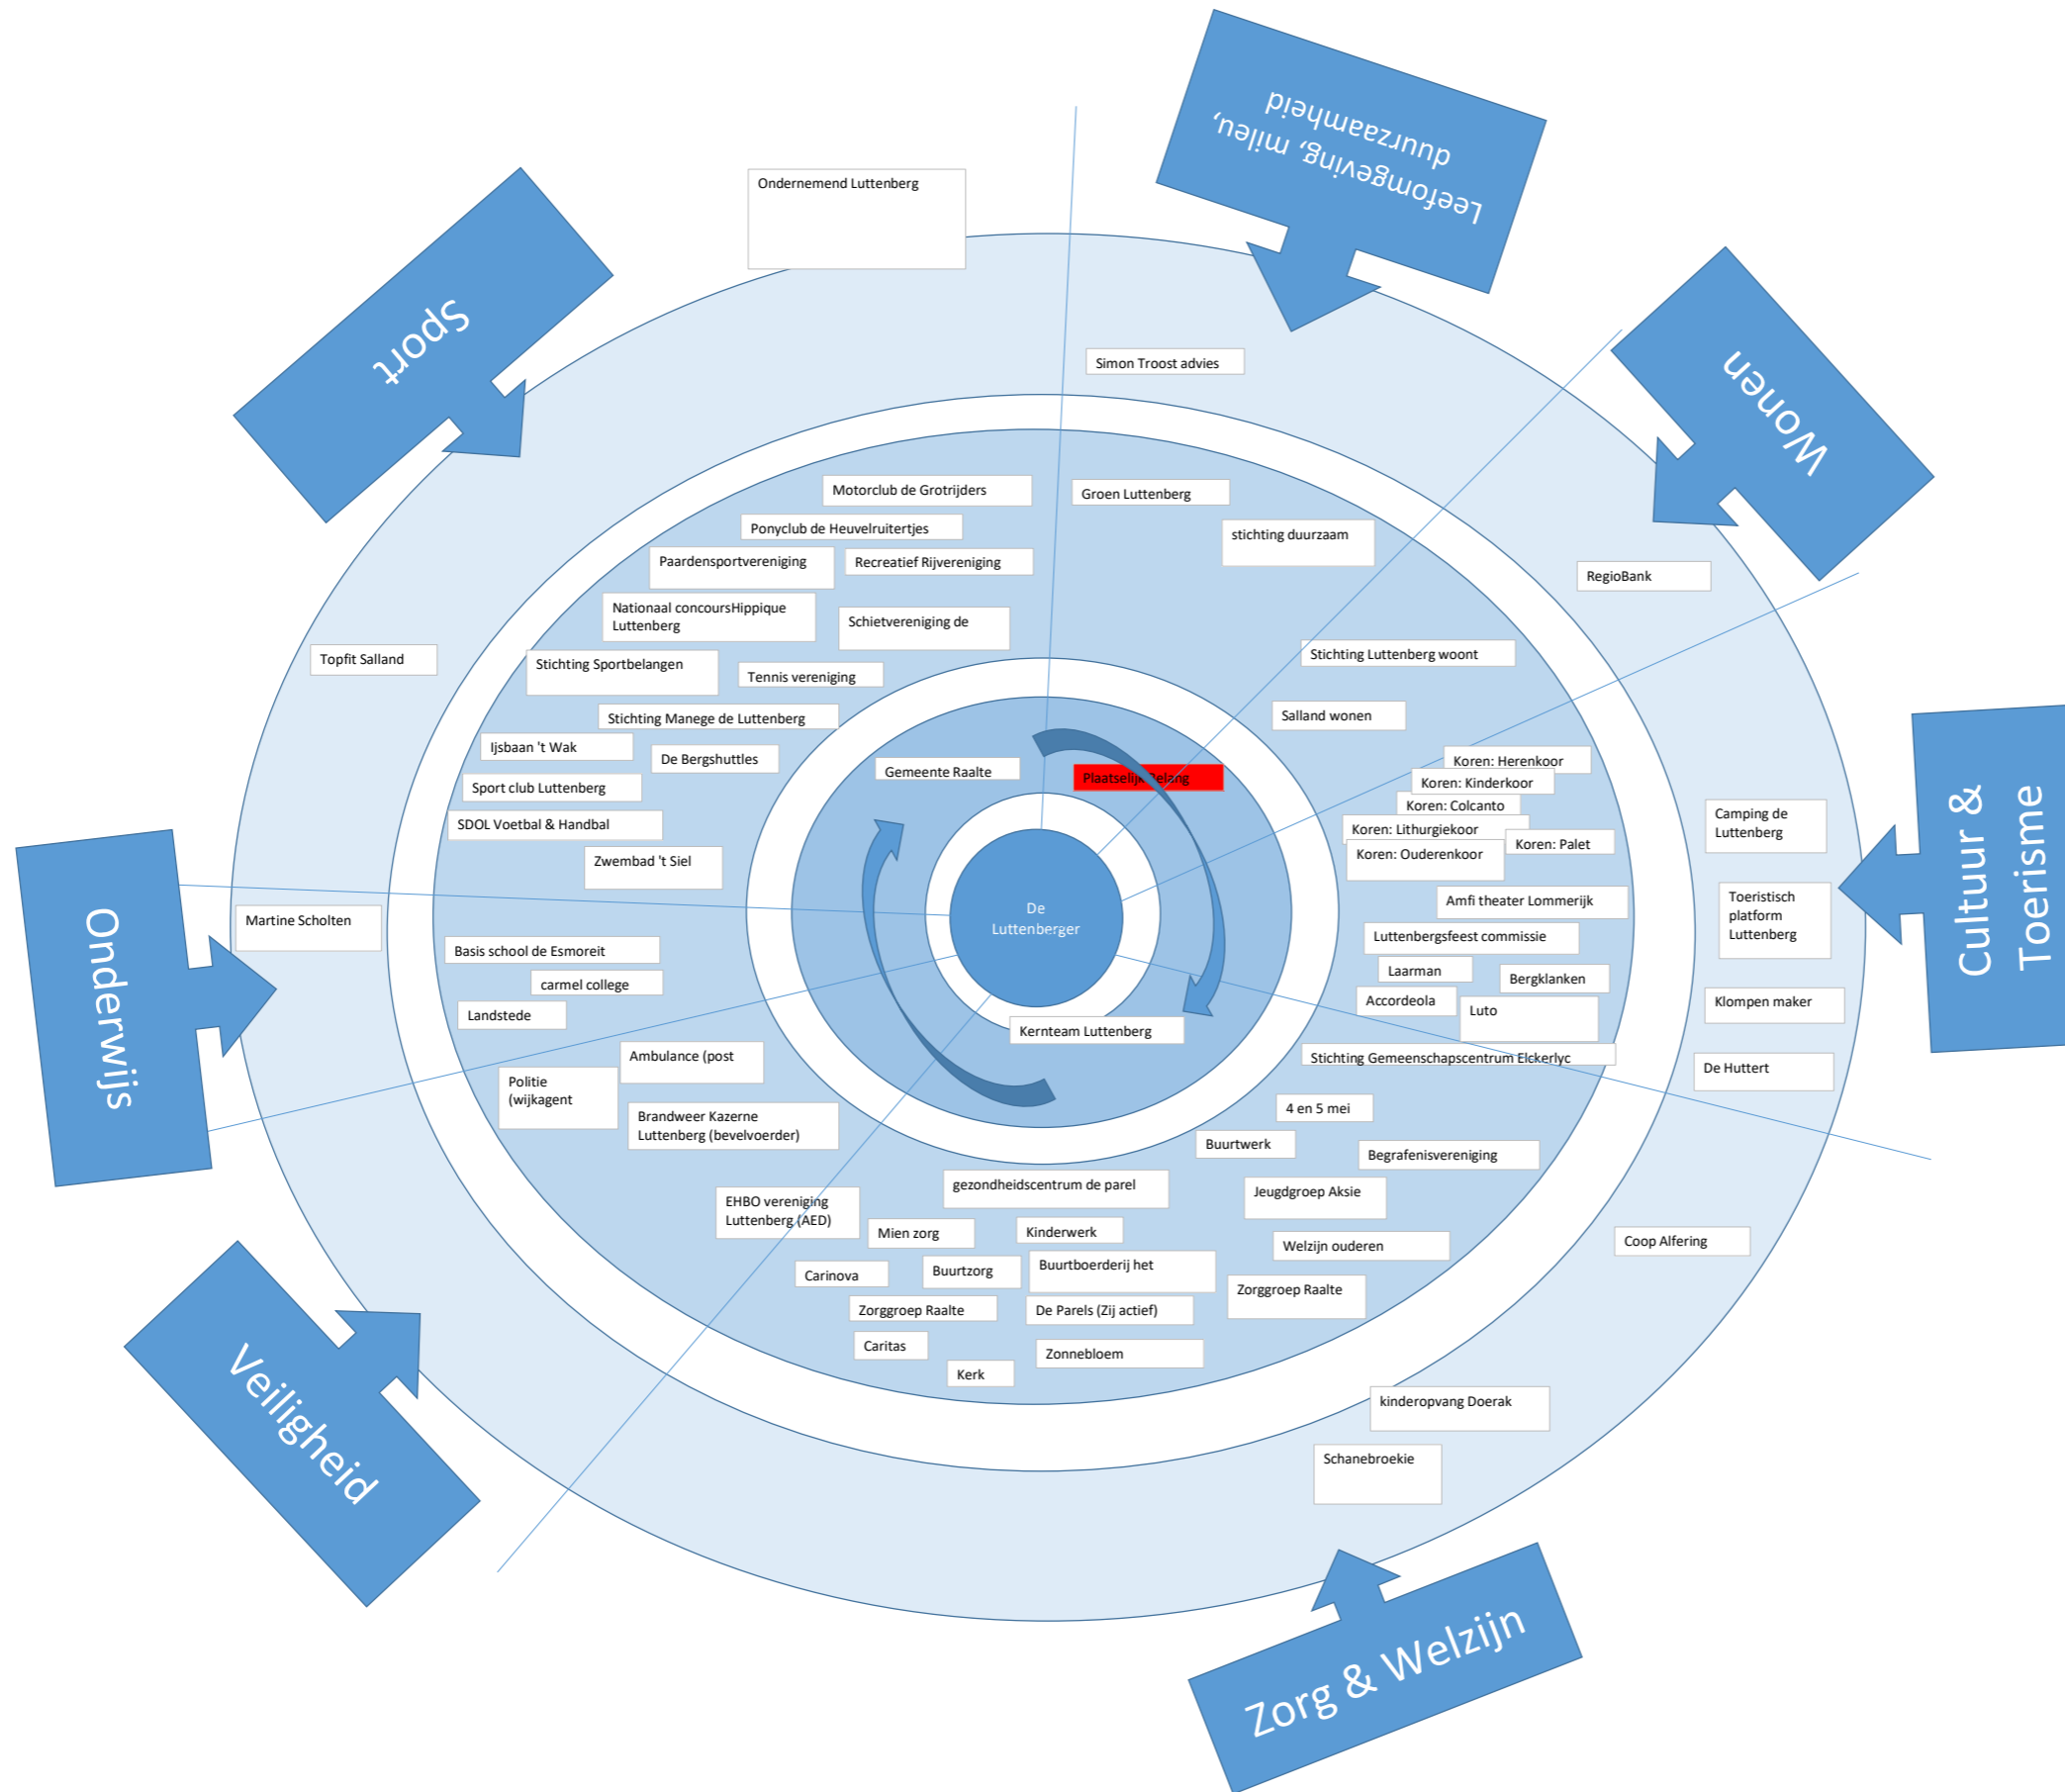 Leefomgeving, milieu,
duurzaamheid
Ondernemend Luttenberg
Sport
Wonen
Simon Troost advies
Motorclub de Grotrijders
Groen Luttenberg
Ponyclub de Heuvelruitertjes
stichting duurzaam
Paardensportvereniging
Recreatief Rijvereniging
RegioBank
Nationaal concoursHippique
Luttenberg
Schietvereniging de
Topfit Salland
Stichting Sportbelangen
Tennis vereniging
Stichting Luttenberg woont
Stichting Manege de Luttenberg
Salland wonen
Ijsbaan 't Wak
De Bergshuttles
Gemeente Raalte
Plaatselijk Belang
Sport club Luttenberg
SDOL Voetbal & Handbal
Zwembad 't Siel
Koren: Herenkoor
Koren: Kinderkoor
Koren: Colcanto
Koren: Lithurgiekoor
Koren: Palet
Koren: Ouderenkoor
Camping de
Luttenberg
Cultuur &
Toerisme
Amfi theater Lommerijk
Toeristisch
platform
Luttenberg
De
Luttenberger
Onderwijs
Martine Scholten
Basis school de Esmoreit
carmel college
Landstede
Luttenbergsfeest commissie
Laarman
Bergklanken
Accordeola
Luto
Klompen maker
Kernteam Luttenberg
Stichting Gemeenschapscentrum Elckerlyc
De Huttert
Ambulance (post
Politie
(wijkagent
Brandweer Kazerne
Luttenberg (bevelvoerder)
4 en 5 mei
Buurtwerk
Begrafenisvereniging
gezondheidscentrum de parel
Jeugdgroep Aksie
EHBO vereniging
Luttenberg (AED)
Mien zorg
Kinderwerk
Welzijn ouderen
Coop Alfering
Carinova
Buurtzorg
Buurtboerderij het
Zorggroep Raalte
Zorggroep Raalte
De Parels (Zij actief)
Caritas
Zonnebloem
Kerk
Veiligheid
kinderopvang Doerak
Schanebroekie
Zorg & Welzijn